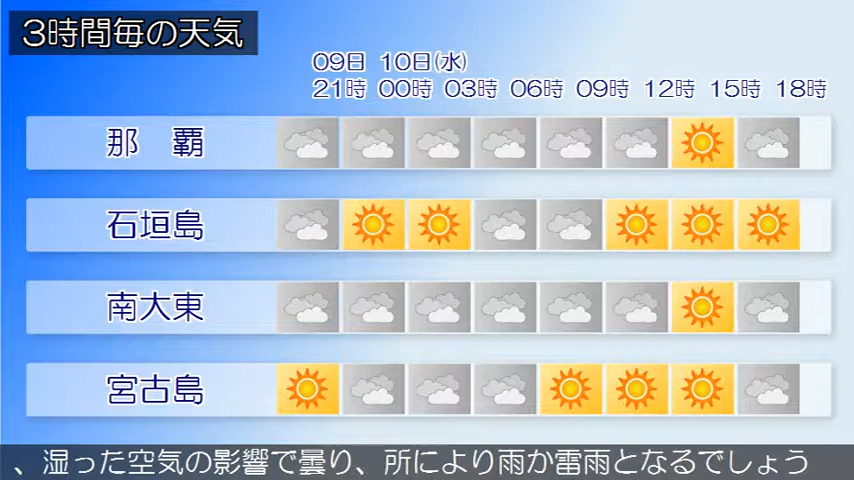 3時間毎の天気
09日 10日(水)
21時 00時 03時 06時 09時 12時 15時 18時
那 覇
石垣島
南大東
宮古島
、湿った空気の影響で曇り、所により雨か雷雨となるでしょう